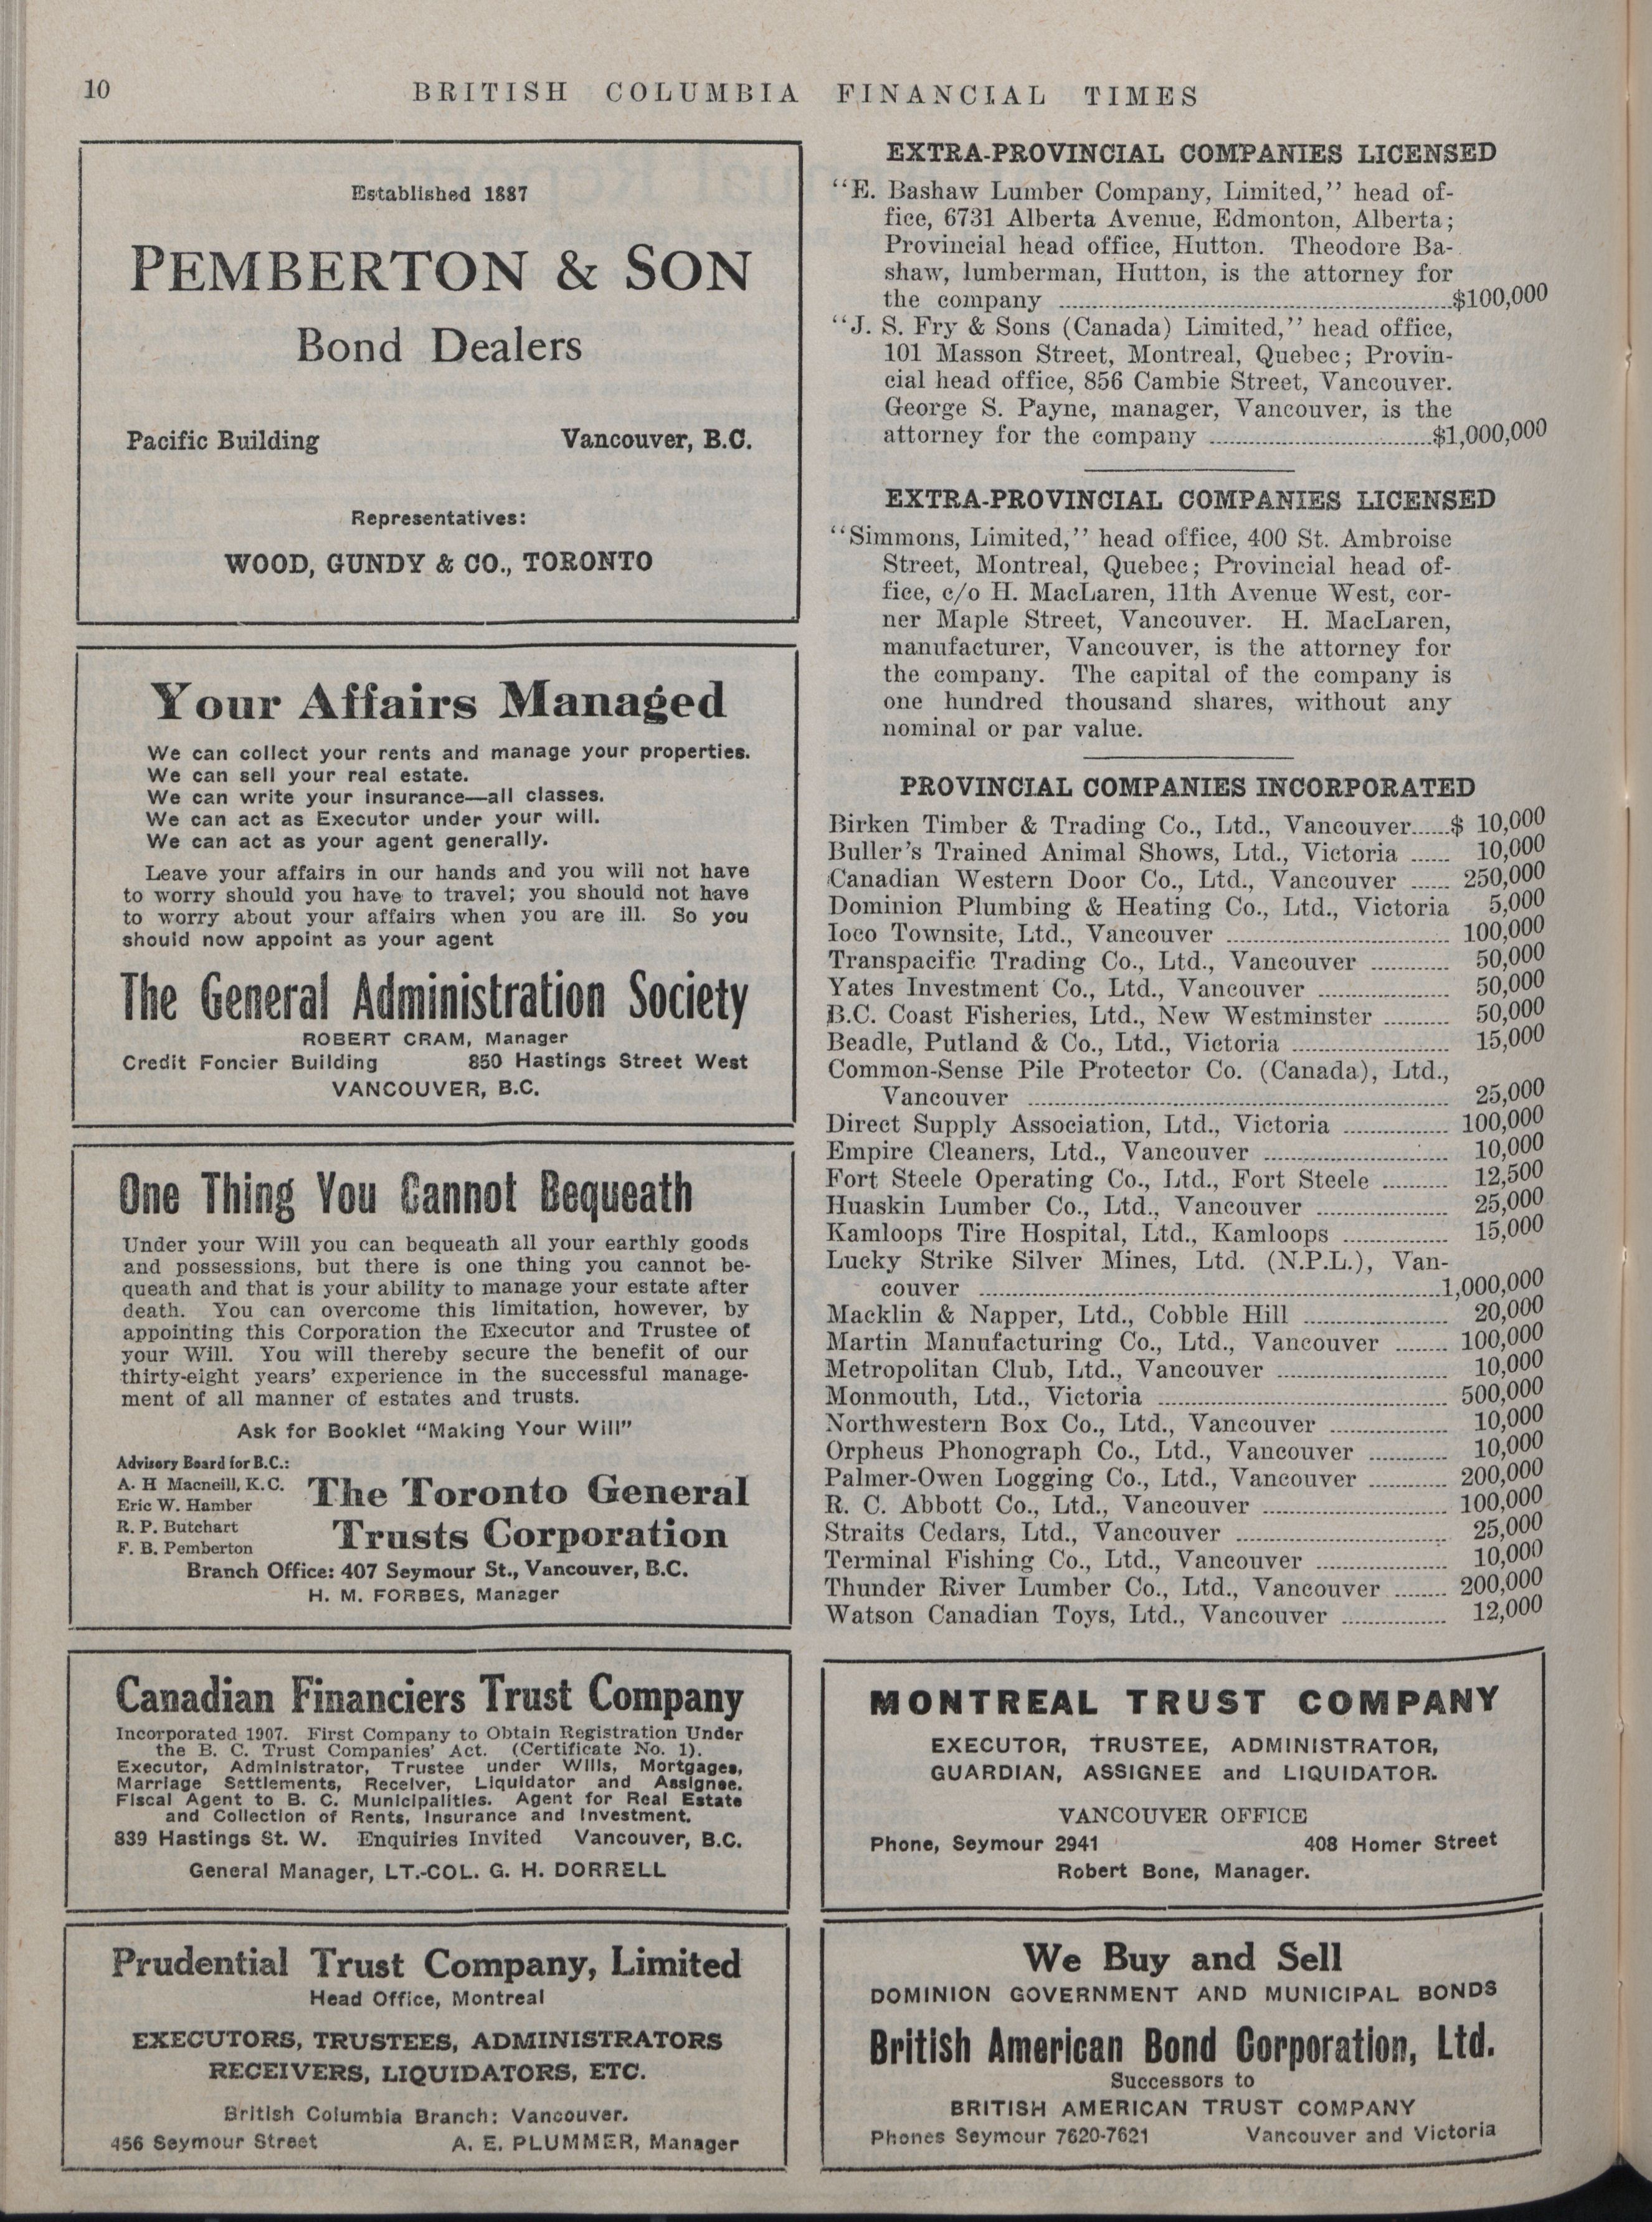 10
BRITISH COLUMBIA FINANCIAL TIMES
Established 1887
PEMBERTON & SON
Bond Dealers
Pacific Building Vancouver, B.C.
Representatives:
WOOD, GUNDY & CO., TORONTO
Your Affairs Managed
We can collect your rents and manage your properties.
We can sell your real estate.
We can write your insurance—all classes.
We can act as Executor under your will.
We can act as your agent generally.
Leave your affairs in our hands and you will not have
to worry should you have to travel; you should not have
to worry about your affairs when you are ill. So you
should now appoint as your agent
The General Administration Society
ROBERT CRAM, Manager
Credit Foncier Building 850 Hastings Street West
VANCOUVER, B.C.
One Thing You Cannot Bequeath
Under your Will you can bequeath all your earthly goods
and possessions, but there is one thing you cannot be-
queath and that is your ability to manage your estate after
death. You can overcome this limitation, however, by
appointing this Corporation the Executor and Trustee of
your Will. You will thereby secure the benefit of our
thirty-eight years' experience in the successful manage-
ment of all manner of estates and trusts.
Ask for Booklet "Making Your Will"
Advisory Board for B.C.:
A. H Macneill, K.C.
Eric W. Hamber
R. P. Butchart
F. B. Pemberton
The Toronto General
Trusts Corporation
Branch Office: 407 Seymour St., Vancouver, B.C.
H. M. FORBES, Manager
Canadian Financiers Trust Company
Incorporated 1907. First Company to Obtain Registration Under
the B. C. Trust Companies' Act. (Certificate No. 1).
Executor, Administrator, Trustee under Wills, Mortgages,
Marriage Settlements, Receiver, Liquidator and Assignee.
Fiscal Agent to B. C. Municipalities. Agent for Real Estate
and Collection of Rents, Insurance and Investment.
839 Hastings St. W. Enquiries Invited Vancouver, B.C.
General Manager, LT.-COL. G. H. DORRELL
Prudential Trust Company, Limited
Head Office, Montreal
EXECUTORS, TRUSTEES, ADMINISTRATORS
RECEIVERS, LIQUIDATORS, ETC.
British Columbia Branch: Vancouver.
456 Seymour Street A. E. PLUMMER, Manager
EXTRA-PROVINCIAL COMPANIES LICENSED
"E. Bashaw Lumber Company, Limited," head of-
fice, 6731 Alberta Avenue, Edmonton, Alberta;
Provincial head office, Hutton. Theodore Ba-
shaw, lumberman, Hutton, is the attorney for
the company ........ $100,000
"J. S. Fry & Sons (Canada) Limited," head office,
101 Masson Street, Montreal, Quebec; Provin-
cial head office, 856 Cambie Street, Vancouver.
George S. Payne, manager, Vancouver, is the
attorney for the company ........ $1,000,000
EXTRA-PROVINCIAL COMPANIES LICENSED
"Simmons, Limited," head office, 400 St. Ambroise
Street, Montreal, Quebec; Provincial head of-
fice, c/o H. MacLaren, 11th Avenue West, cor-
ner Maple Street, Vancouver. H. MacLaren,
manufacturer, Vancouver, is the attorney for
the company. The capital of the company is
one hundred thousand shares, without any
nominal or par value.
PROVINCIAL COMPANIES INCORPORATED
Birken Timber & Trading Co., Ltd., Vancouver......$ 10,000
Buller's Trained Animal Shows, Ltd., Victoria ...... 10,000
Canadian Western Door Co., Ltd., Vancouver ...... 250,000
Dominion Plumbing & Heating Co., Ltd., Victoria 5,000
Ioco Townsite, Ltd., Vancouver ........ 100,000
Transpacific Trading Co., Ltd., Vancouver ........ 50,000
Yates Investment Co., Ltd., Vancouver ........ 50,000
B.C. Coast Fisheries, Ltd., New Westminster ........ 50,000
Beadle, Putland & Co., Ltd., Victoria ........ 15,000
Common-Sense Pile Protector Co. (Canada), Ltd.,
Vancouver ........ 25,000
Direct Supply Association, Ltd., Victoria ........ 100,000
Empire Cleaners, Ltd., Vancouver ........ 10,000
Fort Steele Operating Co., Ltd., Fort Steele ........ 12,500
Huaskin Lumber Co., Ltd., Vancouver ........ 25,000
Kamloops Tire Hospital, Ltd., Kamloops ........ 15,000
Lucky Strike Silver Mines, Ltd. (N.P.L.), Van-
couver ........ 1,000,000
Macklin & Napper, Ltd., Cobble Hill ........ 20,000
Martin Manufacturing Co., Ltd., Vancouver ........ 100,000
Metropolitan Club, Ltd., Vancouver ........ 10,000
Monmouth, Ltd., Victoria ........ 500,000
Northwestern Box Co., Ltd., Vancouver ........ 10,000
Orpheus Phonograph Co., Ltd., Vancouver ........ 10,000
Palmer-Owen Logging Co., Ltd., Vancouver ........ 200,000
R. C. Abbott Co., Ltd., Vancouver ........ 100,000
Straits Cedars, Ltd., Vancouver ........ 25,000
Terminal Fishing Co., Ltd., Vancouver ........ 10,000
Thunder River Lumber Co., Ltd., Vancouver ........ 200,000
Watson Canadian Toys, Ltd., Vancouver ........ 12,000
MONTREAL TRUST COMPANY
EXECUTOR, TRUSTEE, ADMINISTRATOR,
GUARDIAN, ASSIGNEE and LIQUIDATOR.
VANCOUVER OFFICE
Phone, Seymour 2941 408 Homer Street
Robert Bone, Manager.
We Buy and Sell
DOMINION GOVERNMENT AND MUNICIPAL BONDS
British American Bond Corporation, Ltd.
Successors to
BRITISH AMERICAN TRUST COMPANY
Phones Seymour 7620-7621 Vancouver and Victoria